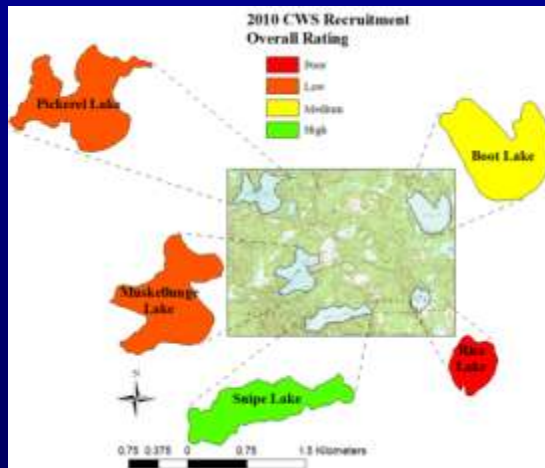 2010 CWS Recruitment
Overall Rating
Poor
Low
Medium
High
Pickerel Lake
Boot Lake
Muskellunge
Lake
Rice
Lake
Snipe Lake
N
0.75 0.375 0 0.75 1.5 Kilometers